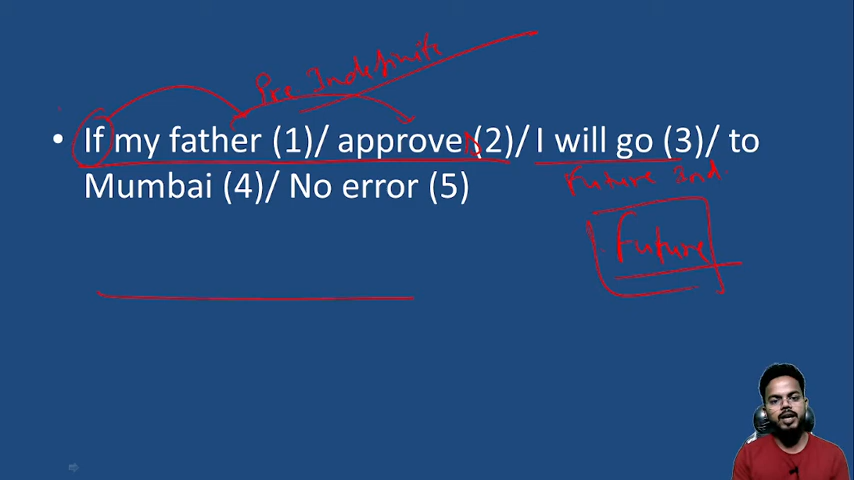 Pre Indefinite
• If my father (1)/ approve (2)/ I will go (3)/ to
Future Ind.
Mumbai (4)/ No error (5)
Future